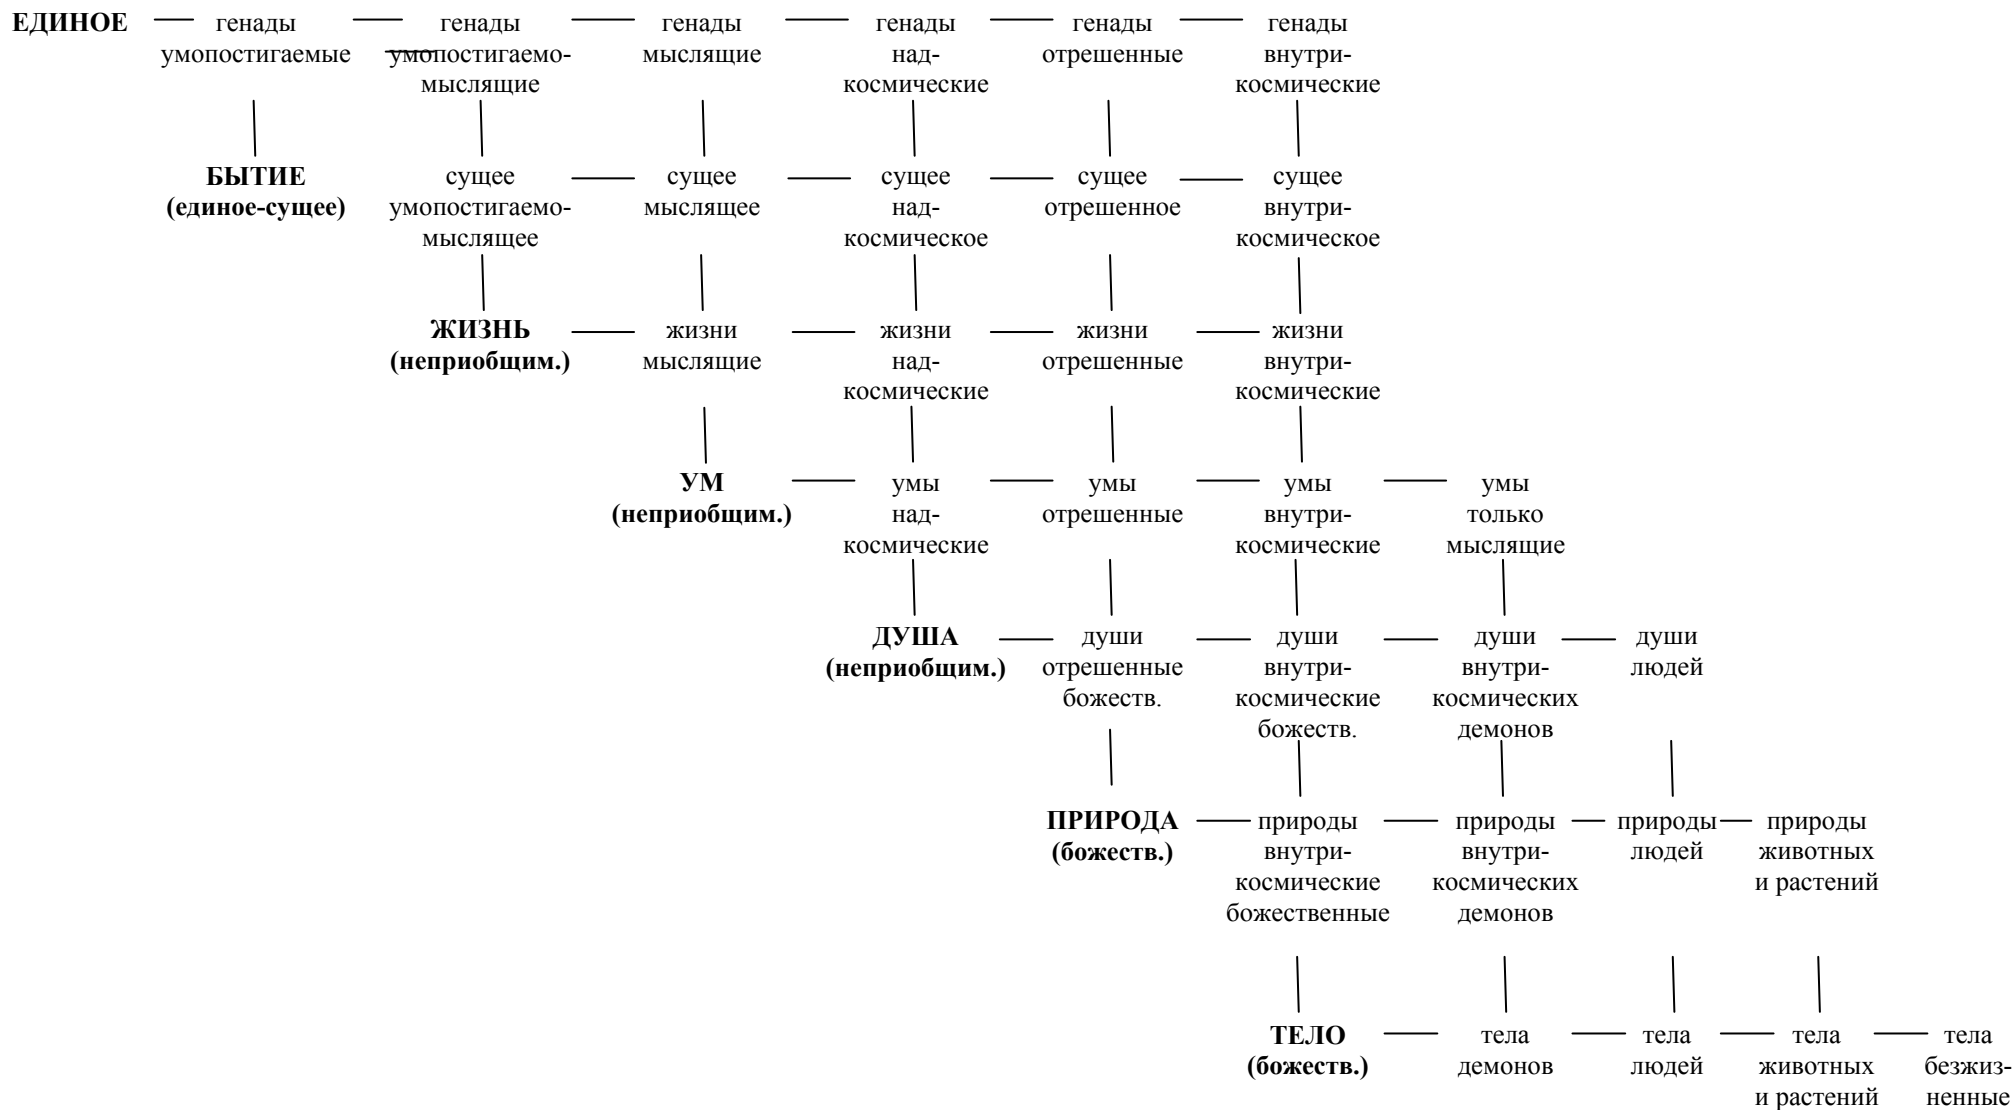 ЕДИНОЕ — генады — генады — генады — генады — генады — генады
умопостигаемые — умопостигаемо- мыслящие над- отрешенные внутри-
мыслящие космические космические
БЫТИЕ сущее — сущее — сущее — сущее — сущее
(единое-сущее) умопостигаемо- мыслящее над- отрешенное внутри-
мыслящее космическое космическое
ЖИЗНЬ — жизни — жизни — жизни — жизни
(неприобщим.) мыслящие над- отрешенные внутри-
космические космические
УМ — умы — умы — умы — умы
(неприобщим.) над- отрешенные внутри- только
космические космические мыслящие
ДУША — души — души — души — души
(неприобщим.) отрешенные внутри- внутри- людей
божеств. космические космических
божеств. демонов
ПРИРОДА — природы — природы — природы — природы
(божеств.) внутри- внутри- людей животных
космические космических и растений
божественные демонов
ТЕЛО — тела — тела — тела — тела
(божеств.) демонов людей животных безжиз-
и растений ненные